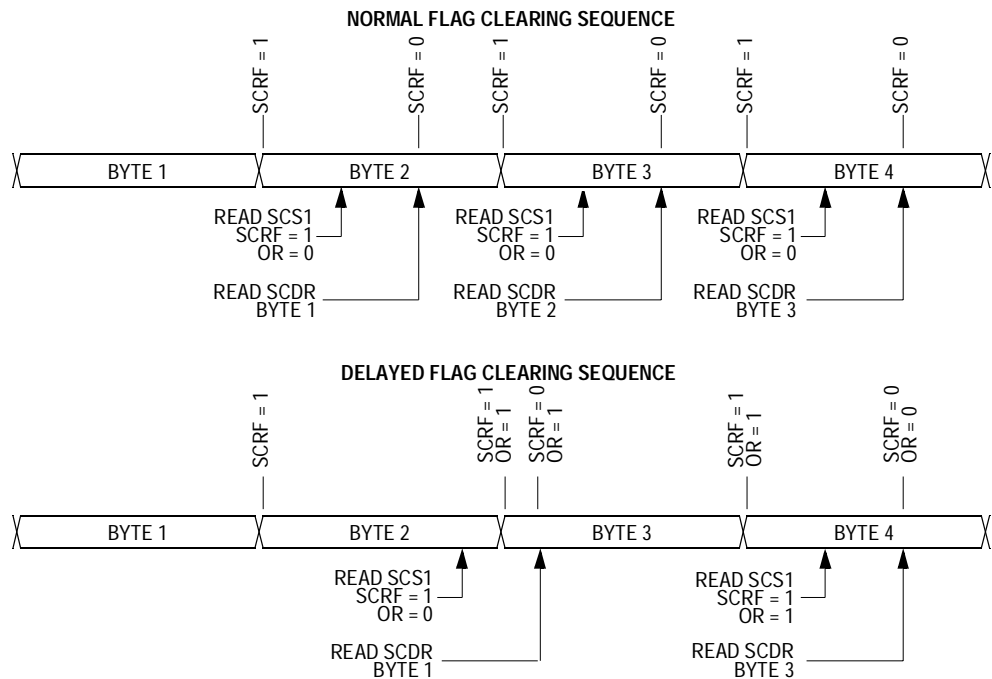 NORMAL FLAG CLEARING SEQUENCE
SCRF = 1
SCRF = 0
SCRF = 1
SCRF = 0
SCRF = 1
SCRF = 0
BYTE 1
BYTE 2
BYTE 3
BYTE 4
READ SCS1
SCRF = 1
OR = 0
READ SCS1
SCRF = 1
OR = 0
READ SCS1
SCRF = 1
OR = 0
READ SCDR
BYTE 1
READ SCDR
BYTE 2
READ SCDR
BYTE 3
DELAYED FLAG CLEARING SEQUENCE
SCRF = 1
SCRF = 1
OR = 1
SCRF = 0
OR = 1
SCRF = 1
OR = 1
SCRF = 0
OR = 0
BYTE 1
BYTE 2
BYTE 3
BYTE 4
READ SCS1
SCRF = 1
OR = 0
READ SCS1
SCRF = 1
OR = 1
READ SCDR
BYTE 1
READ SCDR
BYTE 3